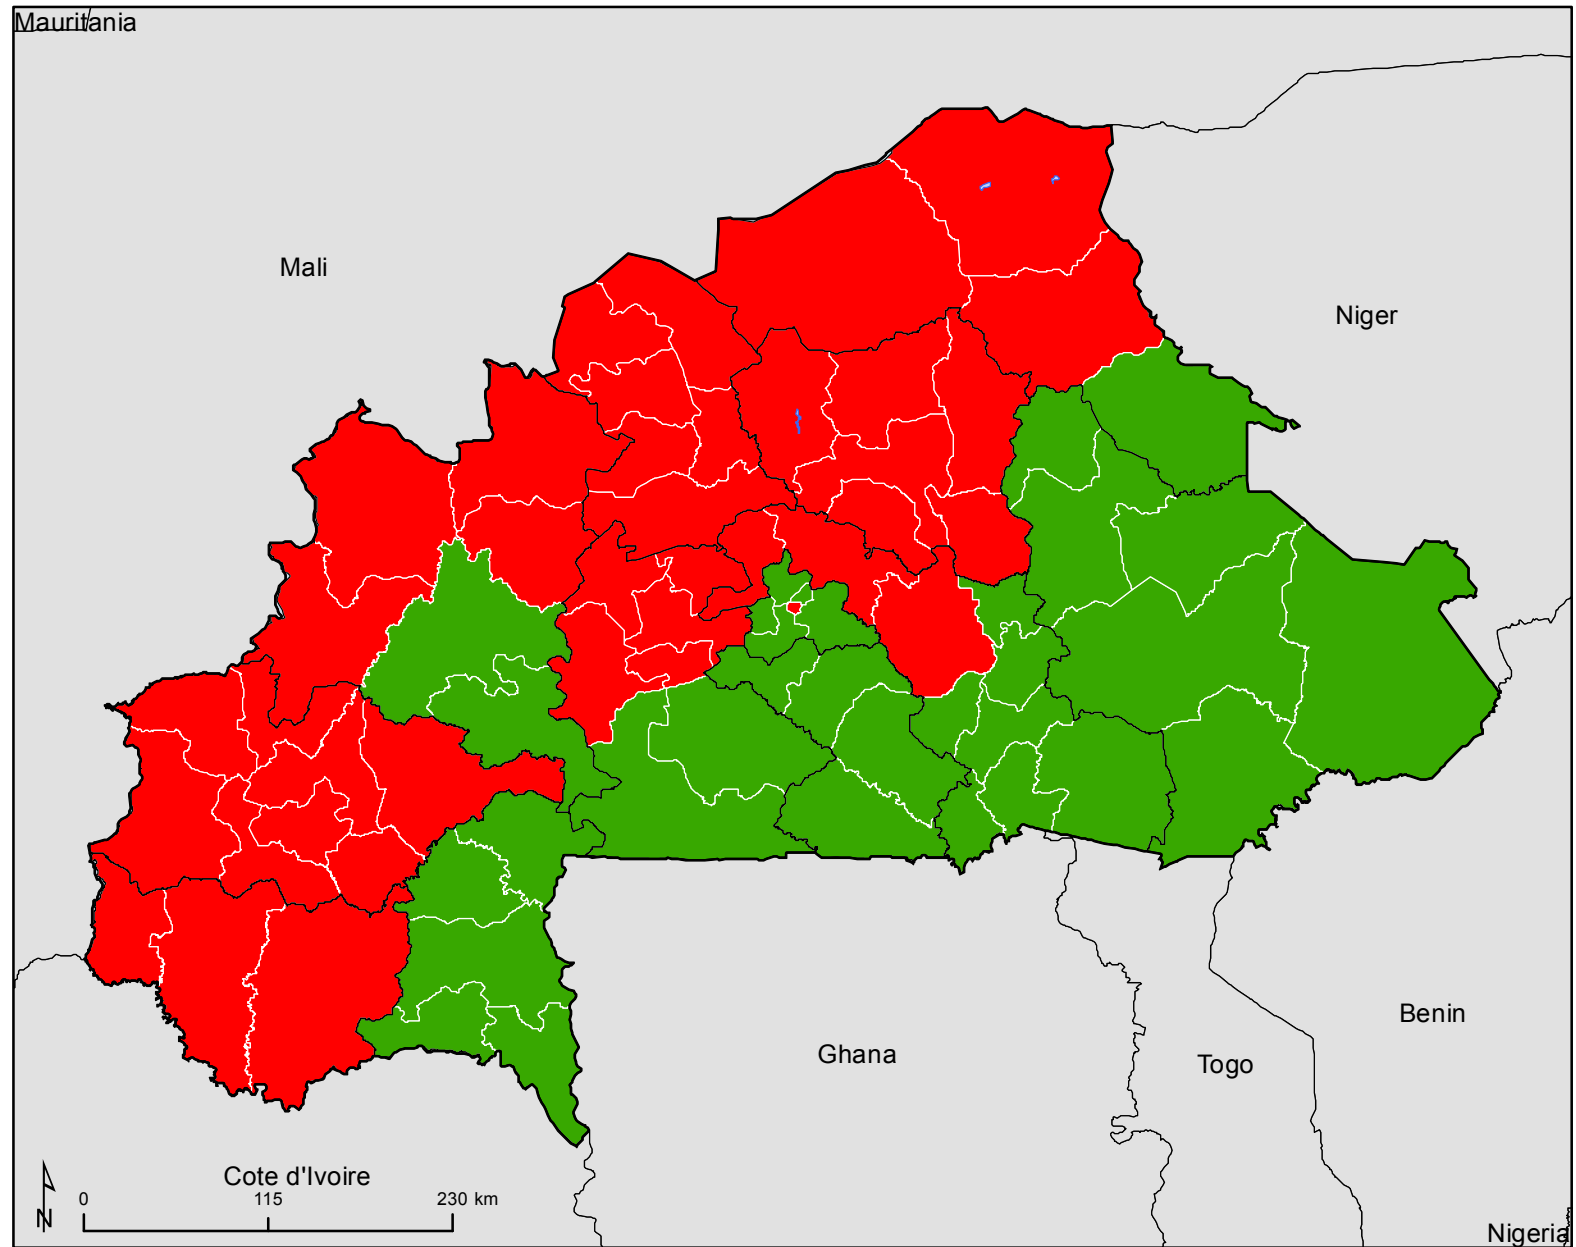 Mauritania
Mali
Niger
Benin
Ghana
Togo
Cote d'Ivoire
0 115 230 km
N
Nigeria